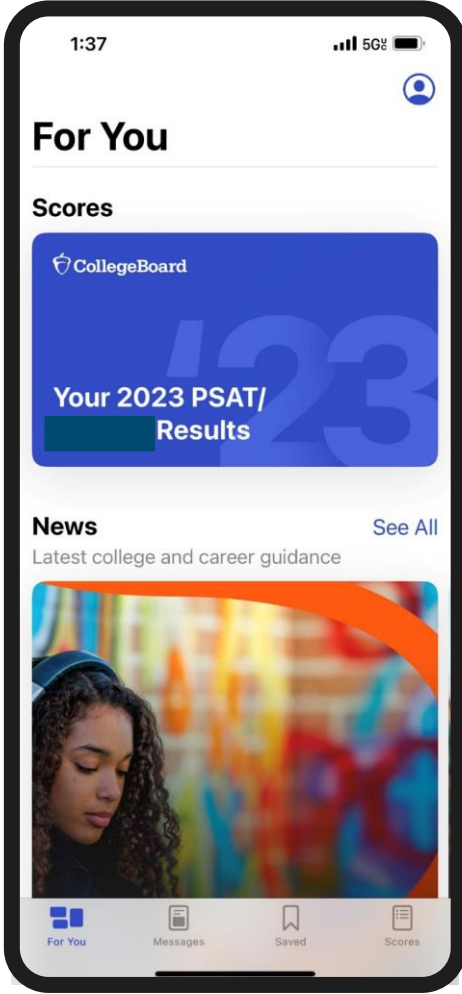 1:37
5G
For You
Scores
CollegeBoard
'23
Your 2023 PSAT/
Results
News
See All
Latest college and career guidance
For You
Messages
Saved
Scores